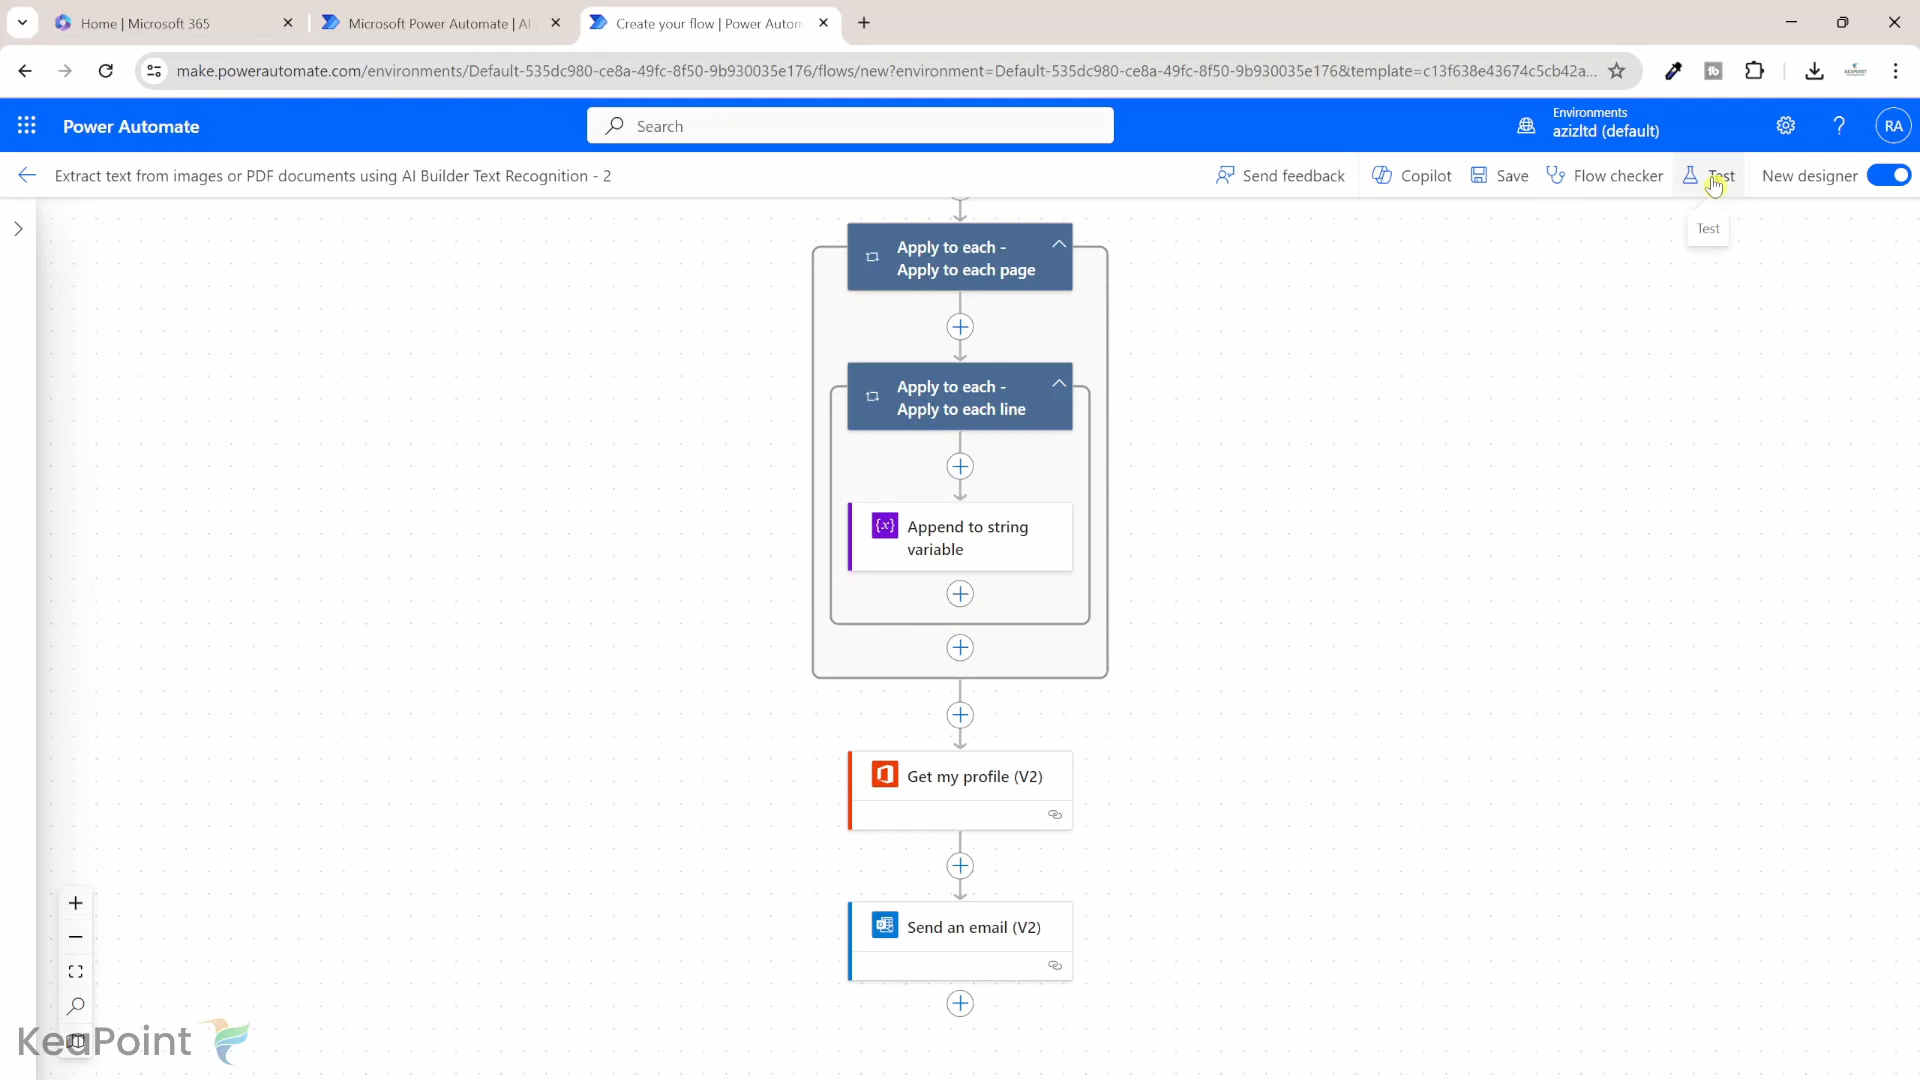 Home | Microsoft 365
Microsoft Power Automate | AI
Create your flow | Power Autom
make.powerautomate.com/environments/Default-535dc980-ce8a-49fc-8f50-9b930035e176/flows/new?environment=Default-535dc980-ce8a-49fc-8f50-9b930035e176&template=c13f638e43674c5cb42a...
Power Automate
Search
Environments
azizltd (default)
RA
Extract text from images or PDF documents using AI Builder Text Recognition - 2
Send feedback
Copilot
Save
Flow checker
Test
New designer
Test
Apply to each -
Apply to each page
Apply to each -
Apply to each line
{x} Append to string
variable
Get my profile (V2)
Send an email (V2)
KeaPoint